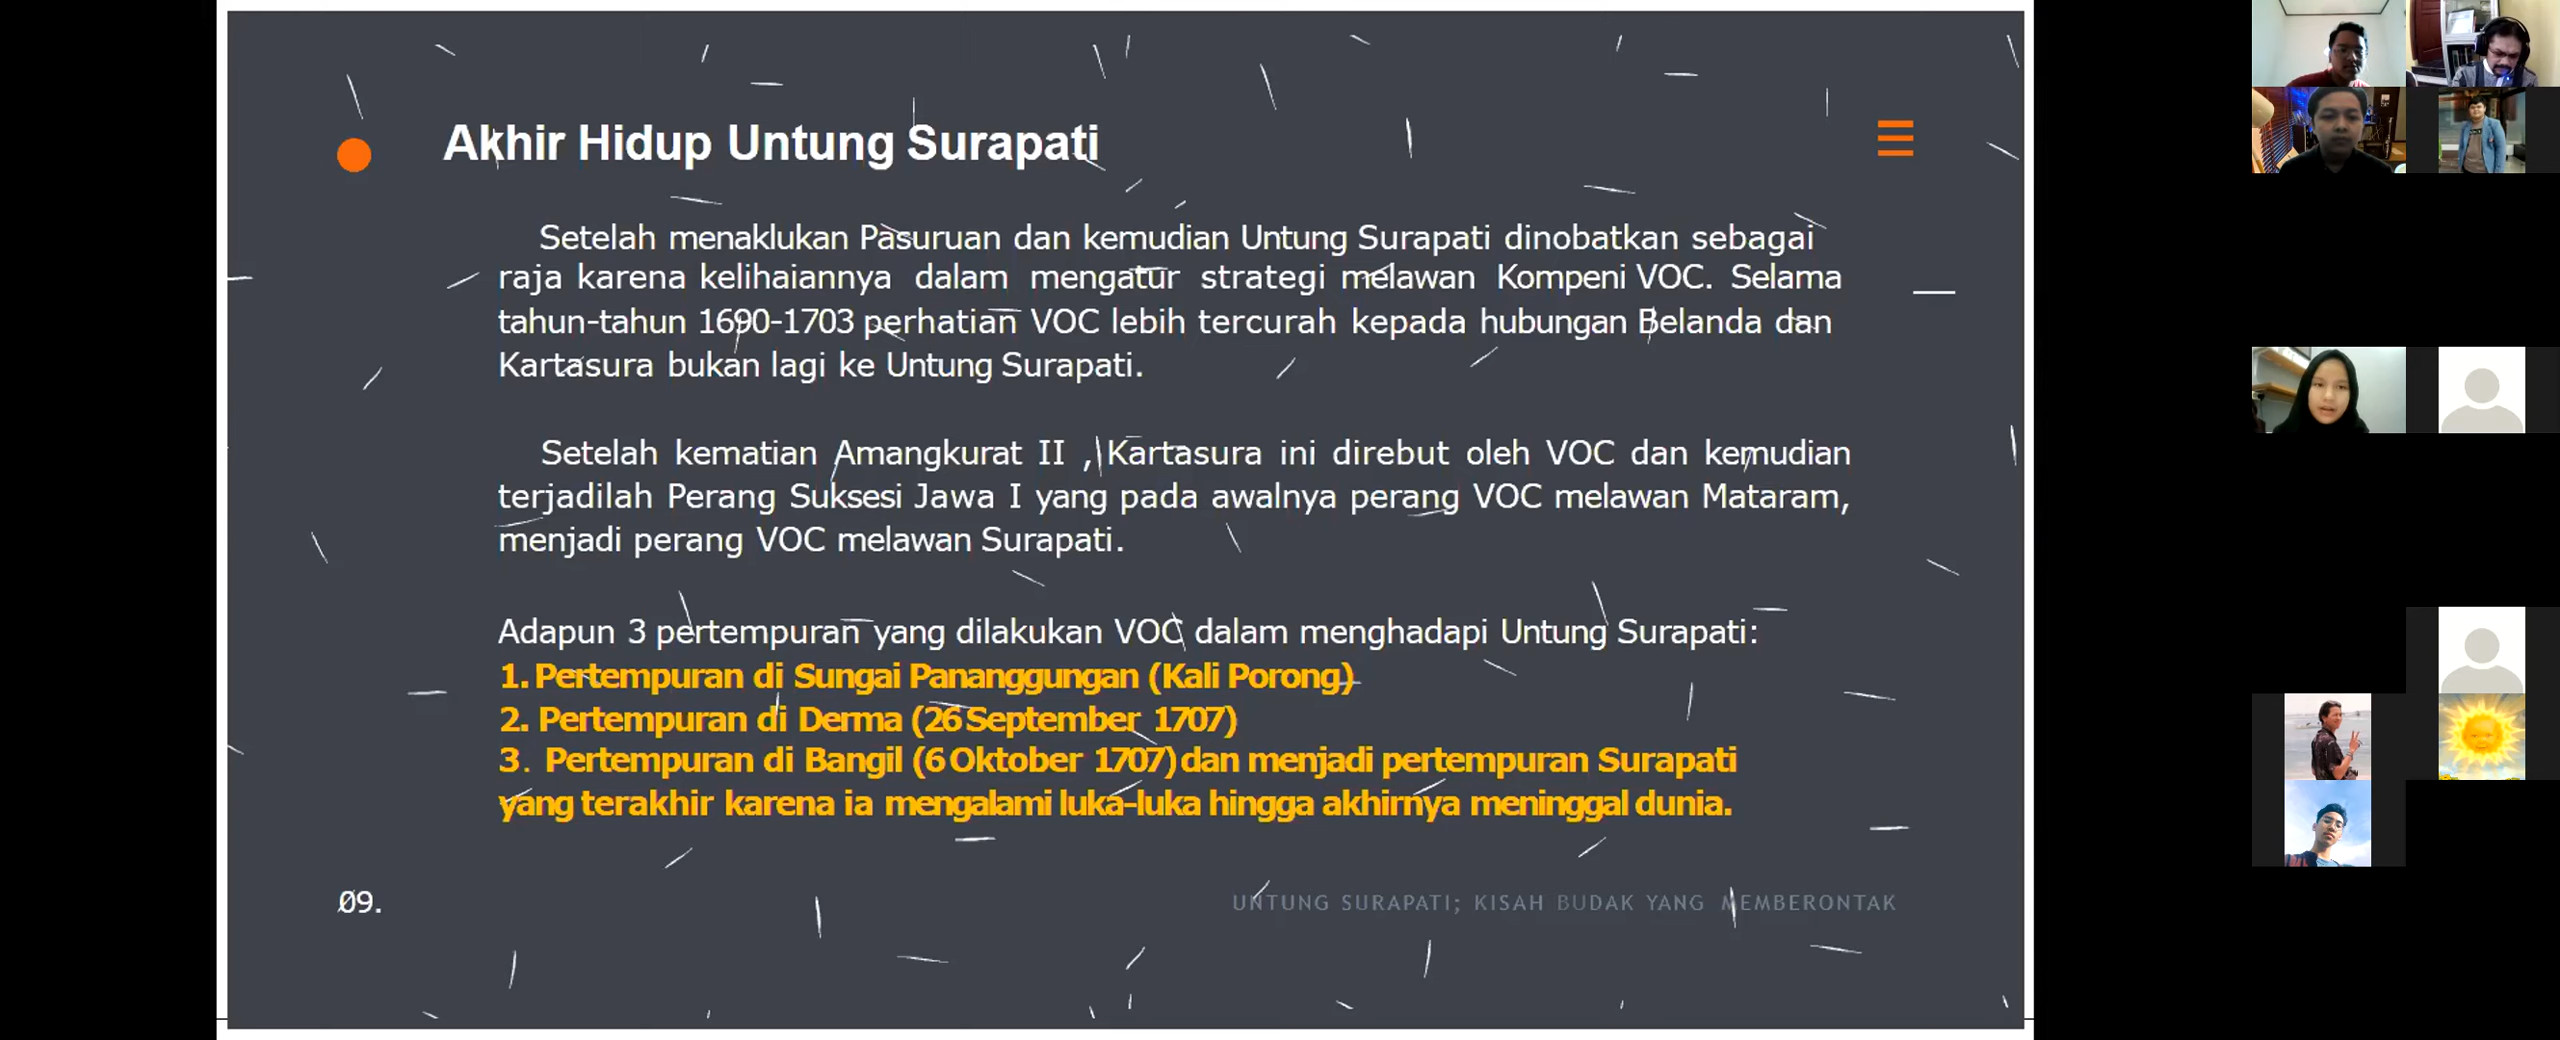 Akhir Hidup Untung Surapati
Setelah menaklukan Pasuruan dan kemudian Untung Surapati dinobatkan sebagai
raja karena kelihaiannya dalam mengatur strategi melawan Kompeni VOC. Selama
tahun-tahun 1690-1703 perhatian VOC lebih tercurah kepada hubungan Belanda dan
Kartasura bukan lagi ke Untung Surapati.
Setelah kematian Amangkurat II , Kartasura ini direbut oleh VOC dan kemudian
terjadilah Perang Suksesi Jawa I yang pada awalnya perang VOC melawan Mataram,
menjadi perang VOC melawan Surapati.
Adapun 3 pertempuran yang dilakukan VOC dalam menghadapi Untung Surapati:
1. Pertempuran di Sungai Pananggungan (Kali Porong)
2. Pertempuran di Derma (26 September 1707)
3. Pertempuran di Bangil (6 Oktober 1707) dan menjadi pertempuran Surapati
yang terakhir karena ia mengalami luka-luka hingga akhirnya meninggal dunia.
09.
UNTUNG SURAPATI; KISAH BUDAK YANG MEMBERONTAK